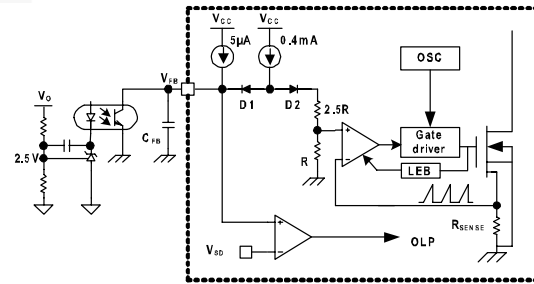 Vcc Vcc
5µA 0.4mA
OSC
VFB
D1 D2
Vo
2.5R
CFB
Gate
driver
2.5V
R
LEB
RSENSE
VSD
OLP